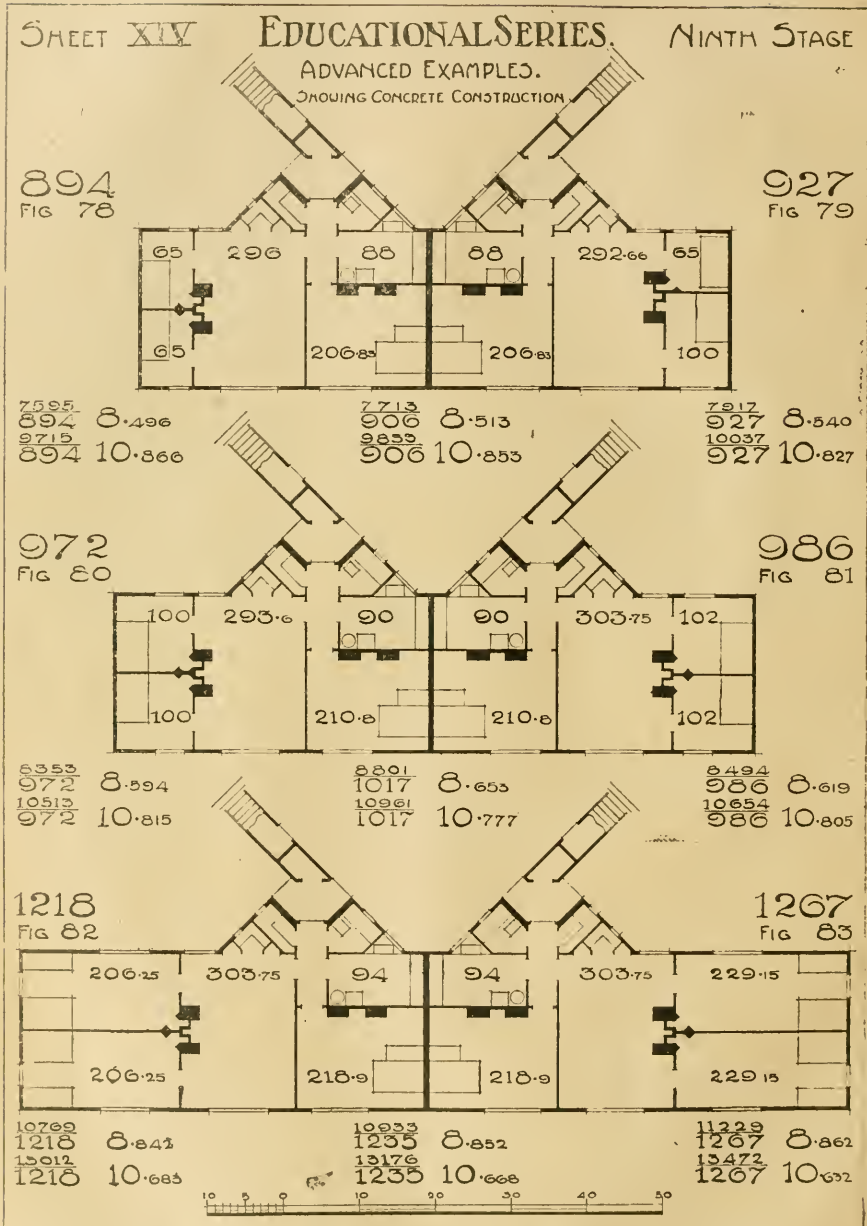 SHEET XIV EDUCATIONAL SERIES. NINTH STAGE
ADVANCED EXAMPLES.
SHOWING CONCRETE CONSTRUCTION
894 927
FIG 78 FIG 79
65 296 88 88 292.66 65
65 206.83 206.83 100
7595 7713 7917
894 8.496 906 8.513 927 8.540
9715 9833 10037
894 10.866 906 10.853 927 10.827
972 986
FIG 80 FIG 81
100 293.6 90 90 303.75 102
100 210.8 210.8 102
8353 8801 8494
972 8.594 1017 8.653 986 8.619
10513 10961 10654
972 10.815 1017 10.777 986 10.805
1218 1267
FIG 82 FIG 83
206.25 303.75 94 94 303.75 229.15
206.25 218.9 218.9 229.15
10769 10933 11229
1218 8.842 1235 8.852 1267 8.862
13012 13176 13472
1218 10.683 1235 10.668 1267 10.632
10 5 0 10 20 30 40 50